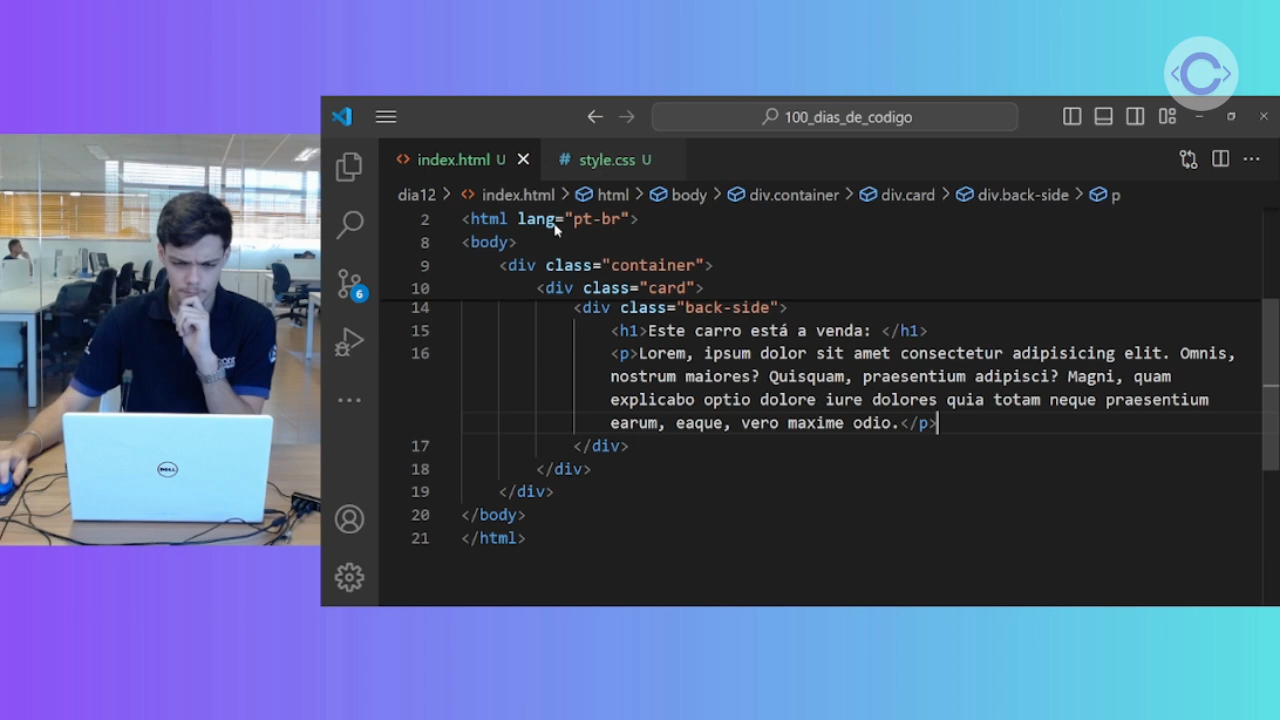 <C>
100_dias_de_codigo
index.html U
# style.css U
dia12 > index.html > html > body > div.container > div.card > div.back-side > p
2 <html lang="pt-br">
8 <body>
9 <div class="container">
10 <div class="card">
14 <div class="back-side">
15 <h1>Este carro está a venda: </h1>
16 <p>Lorem, ipsum dolor sit amet consectetur adipisicing elit. Omnis,
nostrum maiores? Quisquam, praesentium adipisci? Magni, quam
explicabo optio dolore iure dolores quia totam neque praesentium
earum, eaque, vero maxime odio.</p>
17 </div>
18 </div>
19 </div>
20 </body>
21 </html>
6
DELL